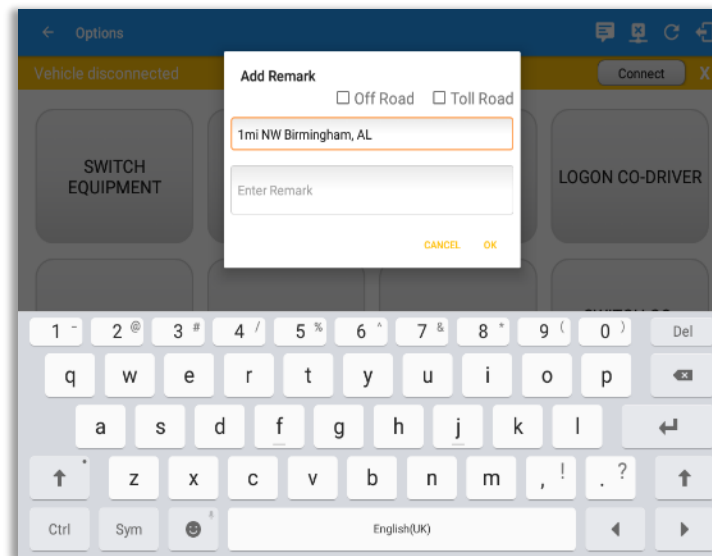 Options
Vehicle disconnected
Connect X
Add Remark
Off Road Toll Road
1mi NW Birmingham, AL
Enter Remark
CANCEL OK
SWITCH
EQUIPMENT
LOGON CO-DRIVER
1 - 2 @ 3 # 4 / 5 % 6 ^ 7 & 8 * 9 ( 0 ) Del
q w e r t y u i o p
a s d f g h j k l
z x c v b n m , ! . ?
Ctrl Sym English(UK)